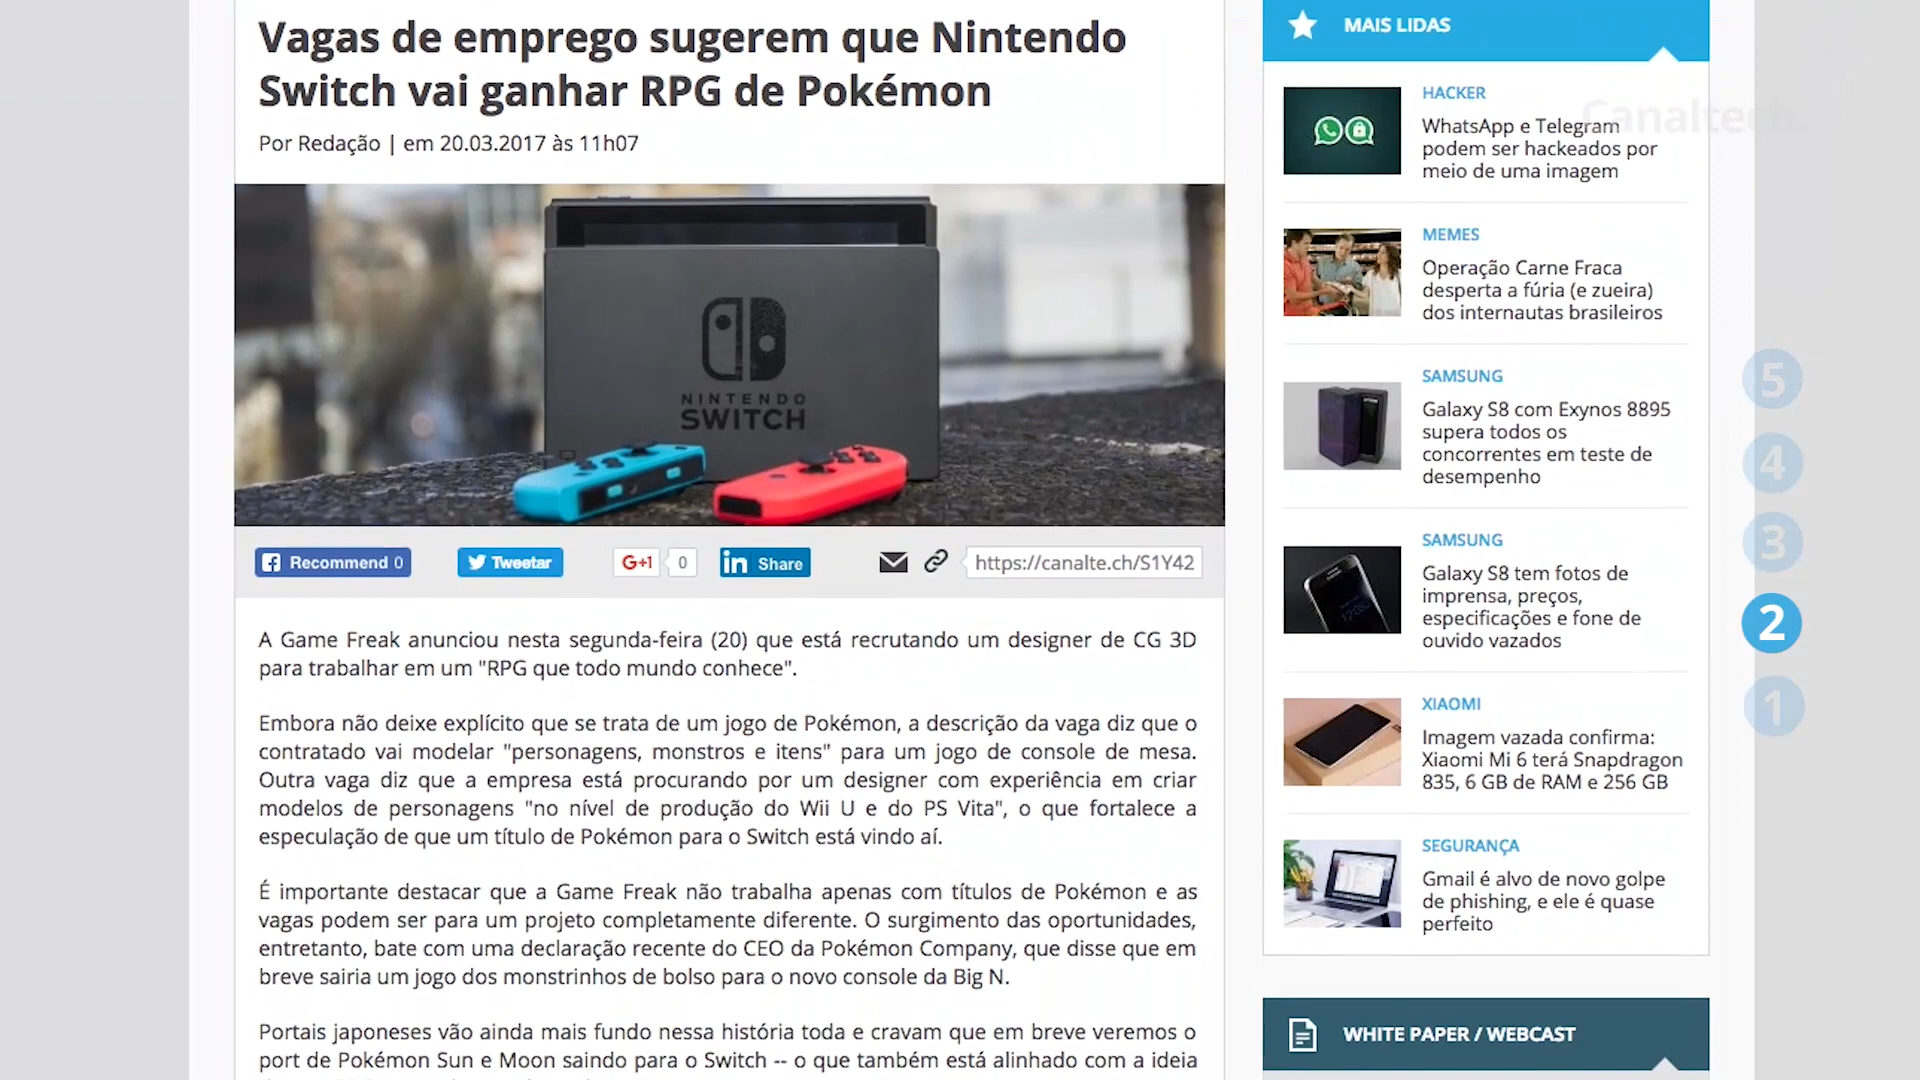 Vagas de emprego sugerem que Nintendo
Switch vai ganhar RPG de Pokémon
Por Redação | em 20.03.2017 às 11h07
NINTENDO
SWITCH
Recommend 0
Tweetar
G+1
0
in Share
https://canalte.ch/S1Y42
A Game Freak anunciou nesta segunda-feira (20) que está recrutando um designer de CG 3D
para trabalhar em um "RPG que todo mundo conhece".
Embora não deixe explícito que se trata de um jogo de Pokémon, a descrição da vaga diz que o
contratado vai modelar "personagens, monstros e itens" para um jogo de console de mesa.
Outra vaga diz que a empresa está procurando por um designer com experiência em criar
modelos de personagens "no nível de produção do Wii U e do PS Vita", o que fortalece a
especulação de que um título de Pokémon para o Switch está vindo aí.
É importante destacar que a Game Freak não trabalha apenas com títulos de Pokémon e as
vagas podem ser para um projeto completamente diferente. O surgimento das oportunidades,
entretanto, bate com uma declaração recente do CEO da Pokémon Company, que disse que em
breve sairia um jogo dos monstrinhos de bolso para o novo console da Big N.
Portais japoneses vão ainda mais fundo nessa história toda e cravam que em breve veremos o
port de Pokémon Sun e Moon saindo para o Switch -- o que também está alinhado com a ideia
MAIS LIDAS
Canaltech
HACKER
WhatsApp e Telegram
podem ser hackeados por
meio de uma imagem
MEMES
Operação Carne Fraca
desperta a fúria (e zueira)
dos internautas brasileiros
SAMSUNG
Galaxy S8 com Exynos 8895
supera todos os
concorrentes em teste de
desempenho
SAMSUNG
Galaxy S8 tem fotos de
imprensa, preços,
especificações e fone de
ouvido vazados
XIAOMI
Imagem vazada confirma:
Xiaomi Mi 6 terá Snapdragon
835, 6 GB de RAM e 256 GB
SEGURANÇA
Gmail é alvo de novo golpe
de phishing, e ele é quase
perfeito
WHITE PAPER / WEBCAST
5
4
3
2
1